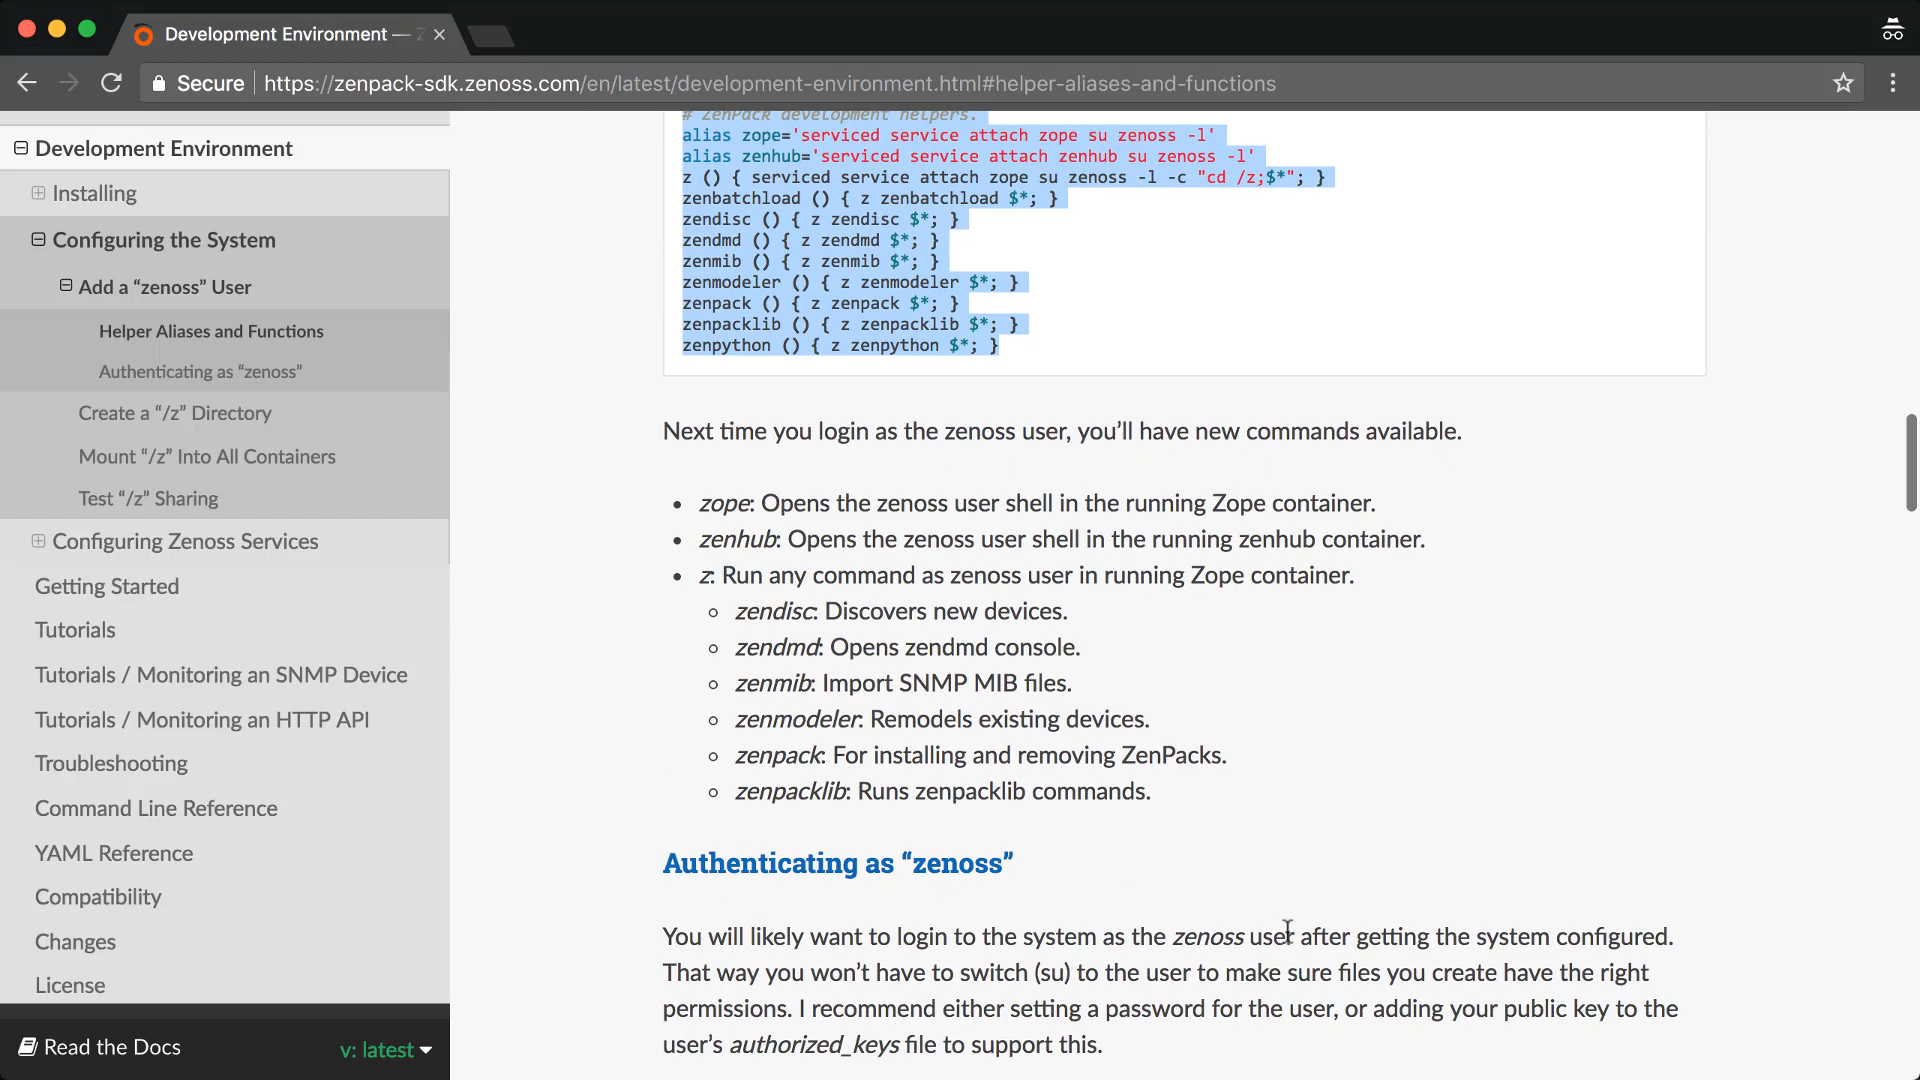 Development Environment — Z
Secure
https://zenpack-sdk.zenoss.com/en/latest/development-environment.html#helper-aliases-and-functions
Development Environment
Installing
Configuring the System
Add a “zenoss” User
Helper Aliases and Functions
Authenticating as “zenoss”
Create a “/z” Directory
Mount “/z” Into All Containers
Test “/z” Sharing
Configuring Zenoss Services
Getting Started
Tutorials
Tutorials / Monitoring an SNMP Device
Tutorials / Monitoring an HTTP API
Troubleshooting
Command Line Reference
YAML Reference
Compatibility
Changes
License
Read the Docs
v: latest
# ZenPack development helpers.
alias zope='serviced service attach zope su zenoss -l'
alias zenhub='serviced service attach zenhub su zenoss -l'
z () { serviced service attach zope su zenoss -l -c "cd /z;$*"; }
zenbatchload () { z zenbatchload $*; }
zendisc () { z zendisc $*; }
zendmd () { z zendmd $*; }
zenmib () { z zenmib $*; }
zenmodeler () { z zenmodeler $*; }
zenpack () { z zenpack $*; }
zenpacklib () { z zenpacklib $*; }
zenpython () { z zenpython $*; }
Next time you login as the zenoss user, you’ll have new commands available.
• zope: Opens the zenoss user shell in the running Zope container.
• zenhub: Opens the zenoss user shell in the running zenhub container.
• z: Run any command as zenoss user in running Zope container.
◦ zendisc: Discovers new devices.
◦ zendmd: Opens zendmd console.
◦ zenmib: Import SNMP MIB files.
◦ zenmodeler: Remodels existing devices.
◦ zenpack: For installing and removing ZenPacks.
◦ zenpacklib: Runs zenpacklib commands.
Authenticating as “zenoss”
You will likely want to login to the system as the zenoss user after getting the system configured.
That way you won’t have to switch (su) to the user to make sure files you create have the right
permissions. I recommend either setting a password for the user, or adding your public key to the
user’s authorized_keys file to support this.